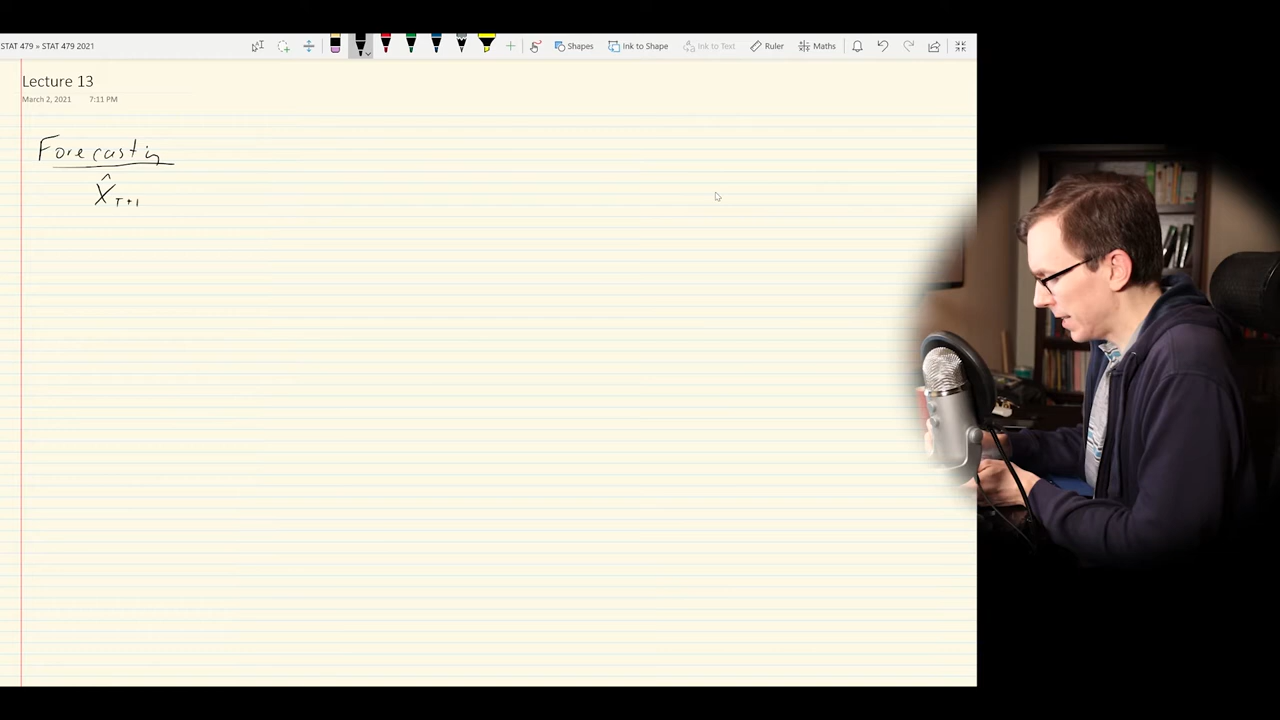 STAT 479 » STAT 479 2021
Shapes
Ink to Shape
Ink to Text
Ruler
Maths
Lecture 13
March 2, 2021 7:11 PM
Forecasting
X̂_{T+1}